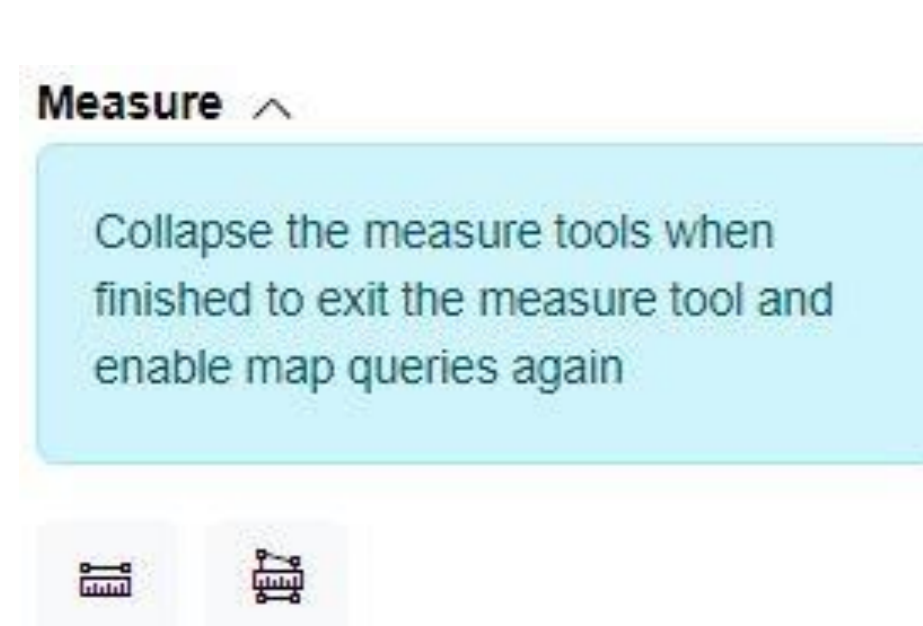 Measure
Collapse the measure tools when
finished to exit the measure tool and
enable map queries again